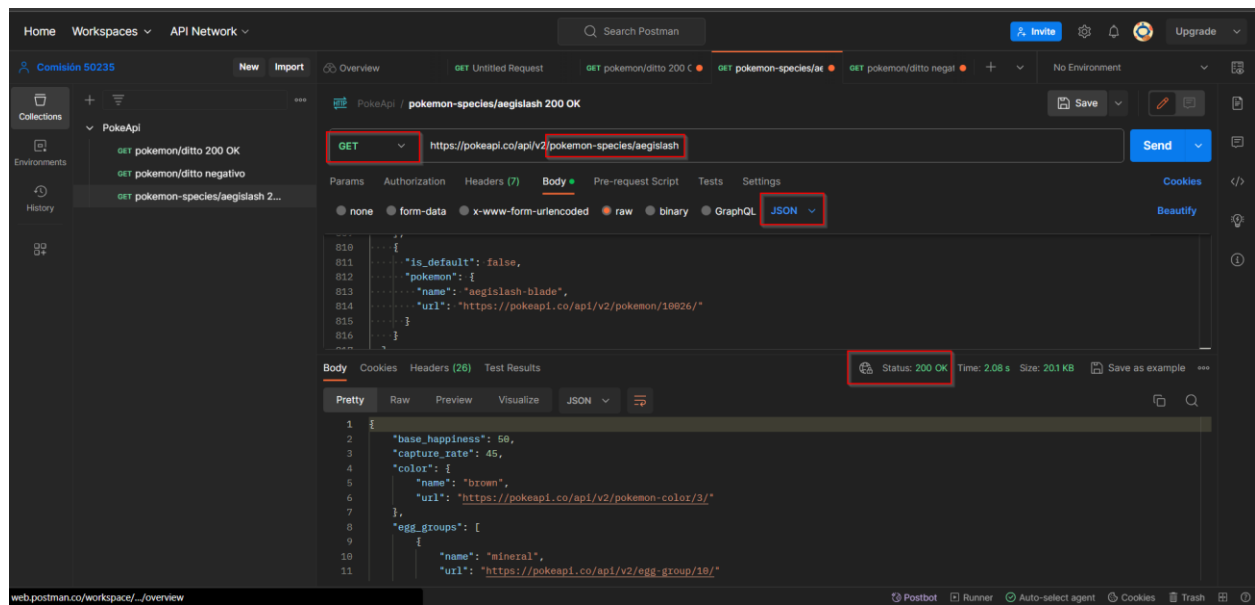 Home Workspaces API Network Search Postman Invite Upgrade
Comisión 50235 New Import Overview GET Untitled Request GET pokemon/ditto 200 C GET pokemon-species/ae GET pokemon/ditto negat No Environment
Collections
Environments
History
PokeApi
GET pokemon/ditto 200 OK
GET pokemon/ditto negativo
GET pokemon-species/aegislash 2...
HTTP PokeApi / pokemon-species/aegislash 200 OK Save
GET https://pokeapi.co/api/v2/pokemon-species/aegislash Send
Params Authorization Headers (7) Body Pre-request Script Tests Settings Cookies
none form-data x-www-form-urlencoded raw binary GraphQL JSON Beautify
810 {
811 "is_default": false,
812 "pokemon": {
813 "name": "aegislash-blade",
814 "url": "https://pokeapi.co/api/v2/pokemon/10026/"
815 }
816 }
Body Cookies Headers (26) Test Results Status: 200 OK Time: 2.08 s Size: 20.1 KB Save as example
Pretty Raw Preview Visualize JSON
1 {
2 "base_happiness": 50,
3 "capture_rate": 45,
4 "color": {
5 "name": "brown",
6 "url": "https://pokeapi.co/api/v2/pokemon-color/3/"
7 },
8 "egg_groups": [
9 {
10 "name": "mineral",
11 "url": "https://pokeapi.co/api/v2/egg-group/10/"
web.postman.co/workspace/.../overview Postbot Runner Auto-select agent Cookies Trash